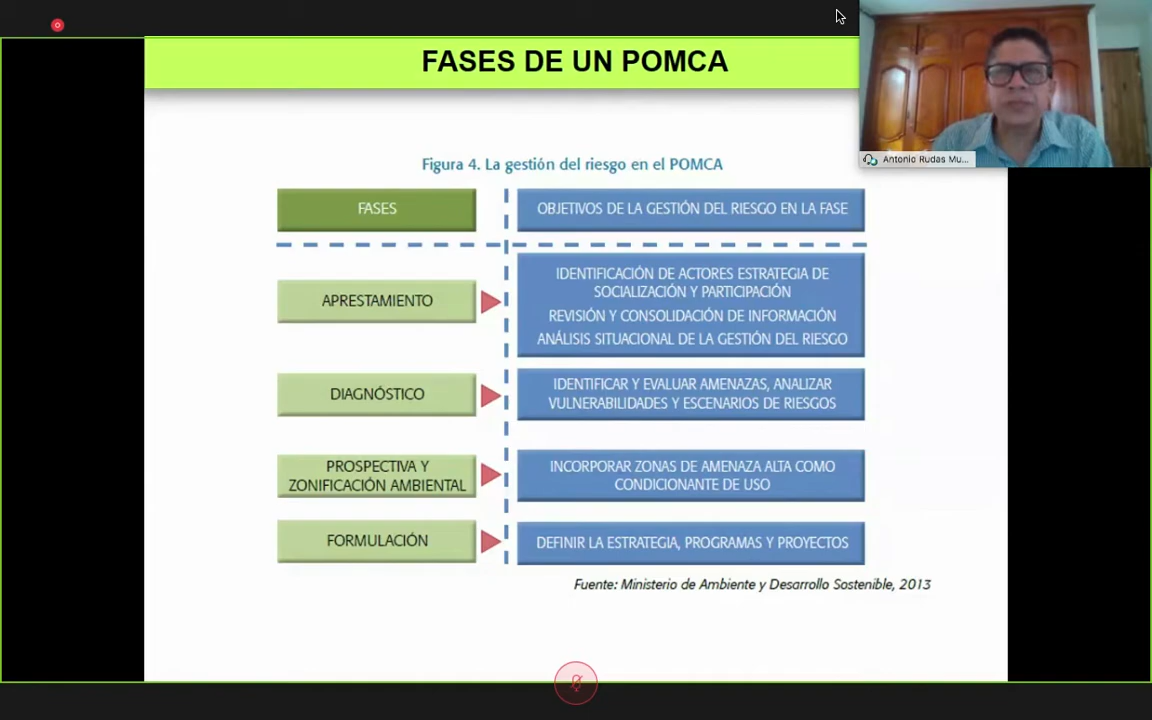 FASES DE UN POMCA
Antonio Rudas Mu...
Figura 4. La gestión del riesgo en el POMCA
FASES
OBJETIVOS DE LA GESTIÓN DEL RIESGO EN LA FASE
APRESTAMIENTO
IDENTIFICACIÓN DE ACTORES ESTRATEGIA DE
SOCIALIZACIÓN Y PARTICIPACIÓN
REVISIÓN Y CONSOLIDACIÓN DE INFORMACIÓN
ANÁLISIS SITUACIONAL DE LA GESTIÓN DEL RIESGO
DIAGNÓSTICO
IDENTIFICAR Y EVALUAR AMENAZAS, ANALIZAR
VULNERABILIDADES Y ESCENARIOS DE RIESGOS
PROSPECTIVA Y
ZONIFICACIÓN AMBIENTAL
INCORPORAR ZONAS DE AMENAZA ALTA COMO
CONDICIONANTE DE USO
FORMULACIÓN
DEFINIR LA ESTRATEGIA, PROGRAMAS Y PROYECTOS
Fuente: Ministerio de Ambiente y Desarrollo Sostenible, 2013